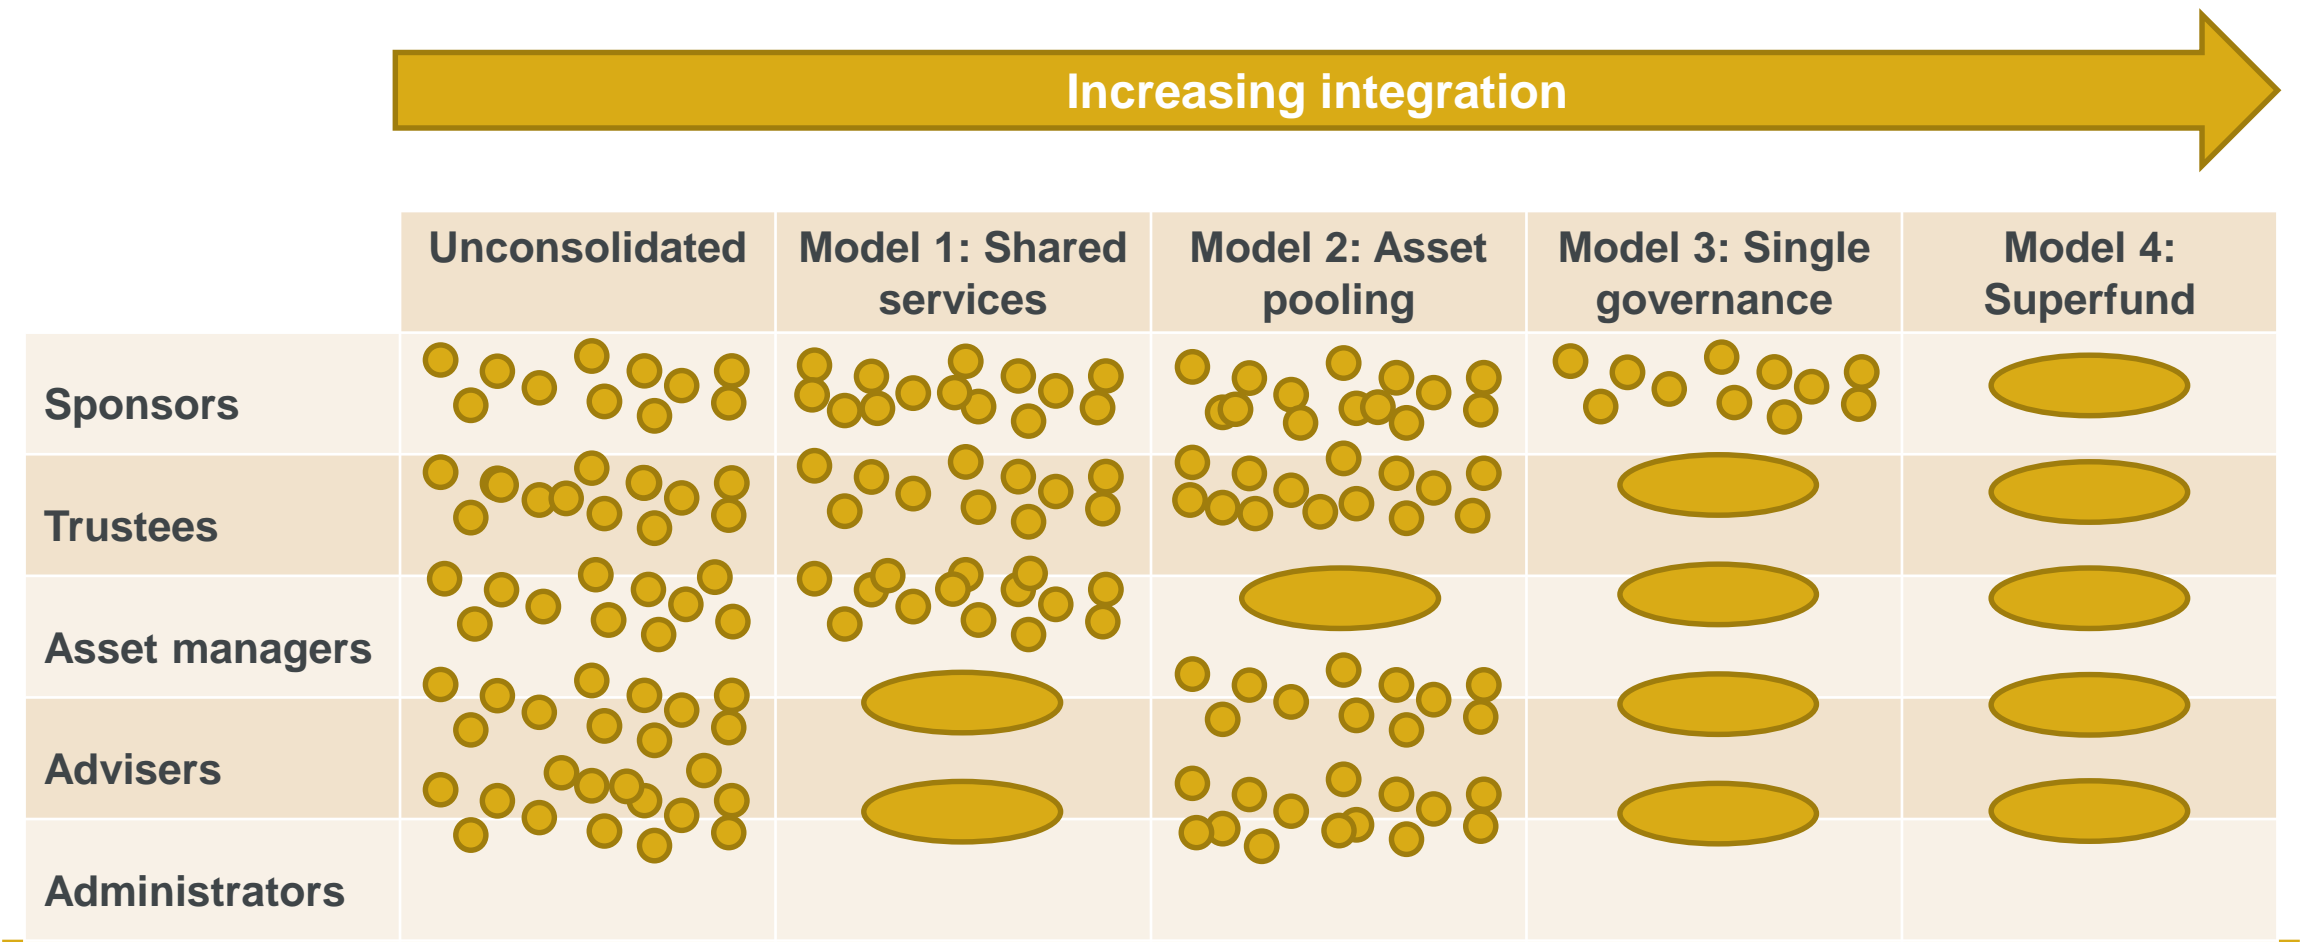 Increasing integration
Unconsolidated
Model 1: Shared
services
Model 2: Asset
pooling
Model 3: Single
governance
Model 4:
Superfund
Sponsors
Trustees
Asset managers
Advisers
Administrators